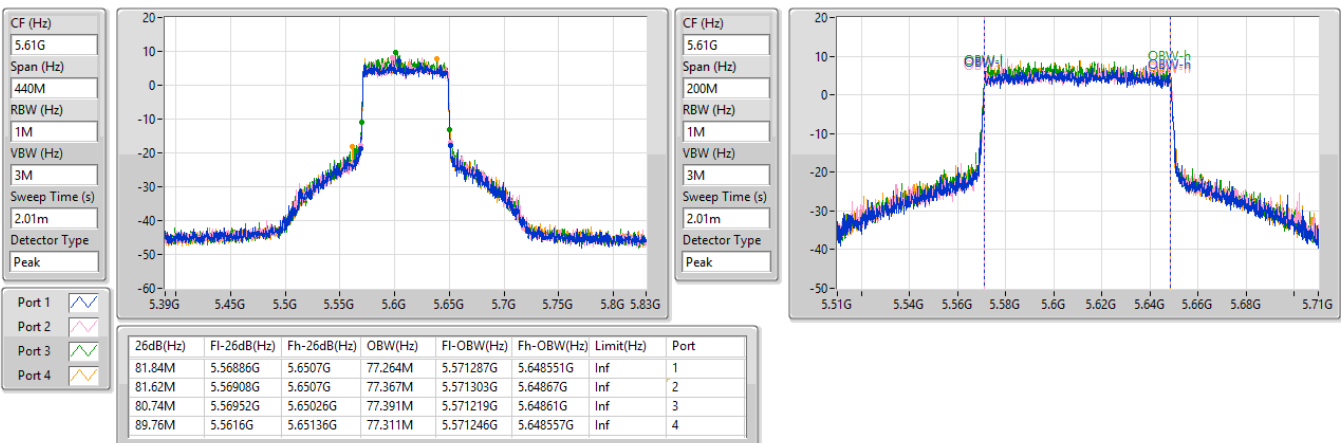 CF (Hz)
5.61G
Span (Hz)
440M
RBW (Hz)
1M
VBW (Hz)
3M
Sweep Time (s)
2.01m
Detector Type
Peak
20-
10-
0-
-10-
-20-
-30-
-40-
-50-
-60-
5.39G 5.45G 5.5G 5.55G 5.6G 5.65G 5.7G 5.75G 5.8G 5.83G
CF (Hz)
5.61G
Span (Hz)
200M
RBW (Hz)
1M
VBW (Hz)
3M
Sweep Time (s)
2.01m
Detector Type
Peak
20-
10-
0-
-10-
-20-
-30-
-40-
-50-
OBW-l OBW-h
OBW-h
5.51G 5.54G 5.56G 5.58G 5.6G 5.62G 5.64G 5.66G 5.68G 5.71G
Port 1
Port 2
Port 3
Port 4
26dB(Hz) Fl-26dB(Hz) Fh-26dB(Hz) OBW(Hz) Fl-OBW(Hz) Fh-OBW(Hz) Limit(Hz) Port
81.84M 5.56886G 5.6507G 77.264M 5.571287G 5.648551G Inf 1
81.62M 5.56908G 5.6507G 77.367M 5.571303G 5.64867G Inf 2
80.74M 5.56952G 5.65026G 77.391M 5.571219G 5.64861G Inf 3
89.76M 5.5616G 5.65136G 77.311M 5.571246G 5.648557G Inf 4